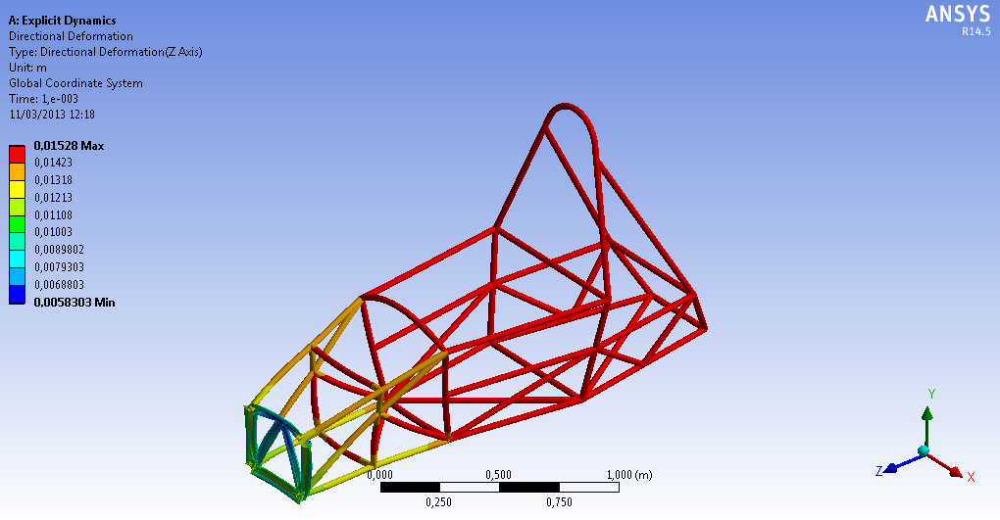 A: Explicit Dynamics
Directional Deformation
Type: Directional Deformation(Z Axis)
Unit: m
Global Coordinate System
Time: 1,e-003
11/03/2013 12:18
ANSYS
R14.5
0,01528 Max
0,01423
0,01318
0,01213
0,01108
0,01003
0,0089802
0,0079303
0,0068803
0,0058303 Min
0,000 0,500 1,000 (m)
0,250 0,750
Y
Z
X